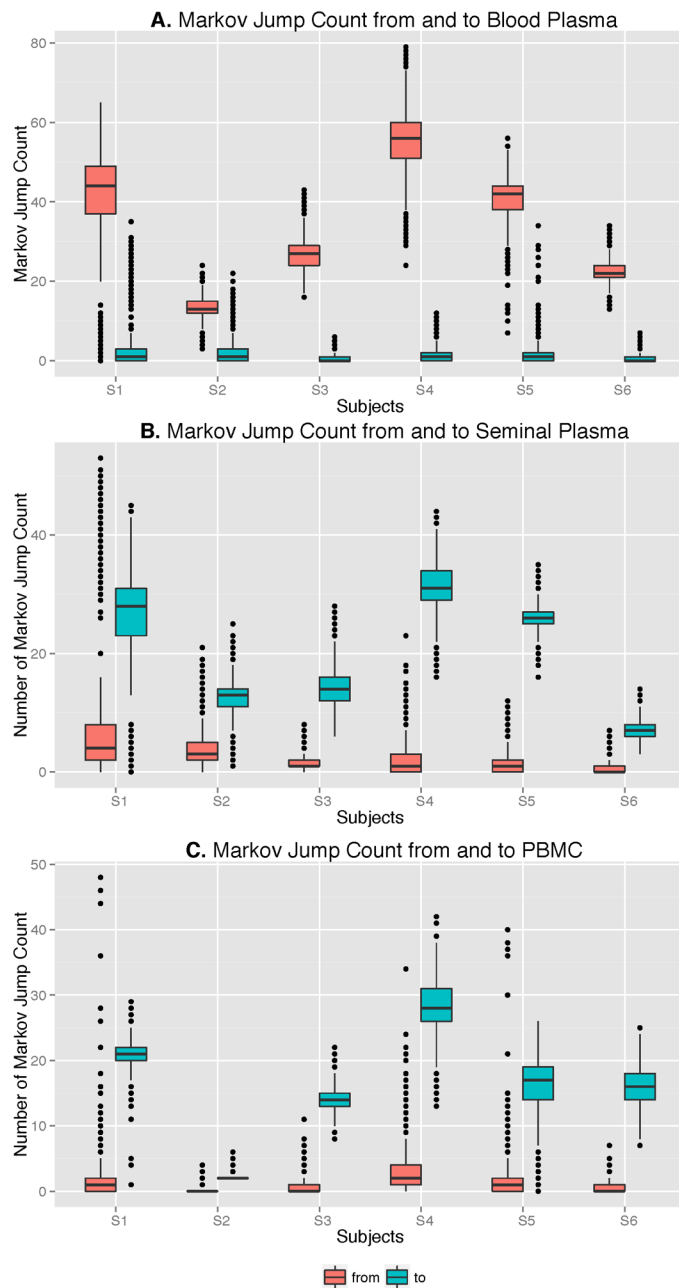 A. Markov Jump Count from and to Blood Plasma
Markov Jump Count
80
60
40
20
0
S1 S2 S3 S4 S5 S6
Subjects
B. Markov Jump Count from and to Seminal Plasma
Number of Markov Jump Count
40
20
0
S1 S2 S3 S4 S5 S6
Subjects
C. Markov Jump Count from and to PBMC
Number of Markov Jump Count
50
40
30
20
10
0
S1 S2 S3 S4 S5 S6
Subjects
from to